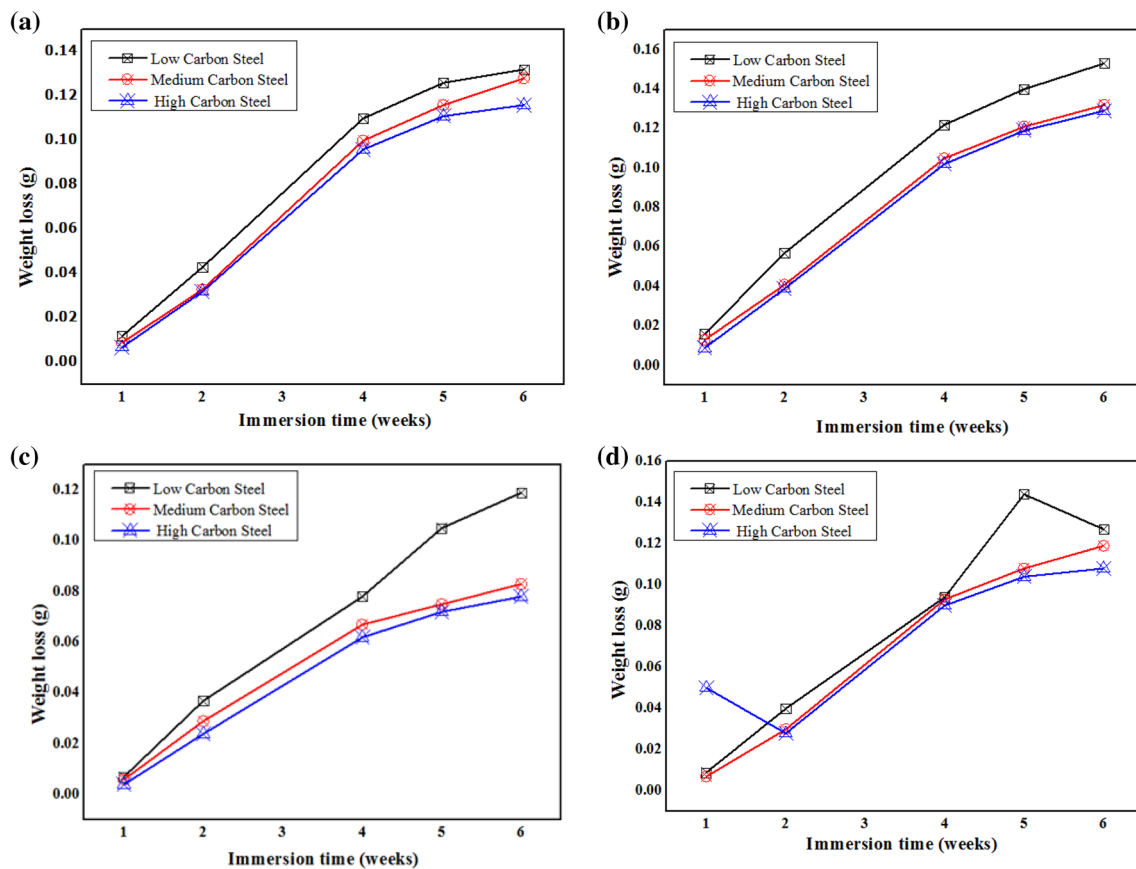 (a)
0.14
0.12
0.10
0.08
0.06
0.04
0.02
0.00
Weight loss (g)
Low Carbon Steel
Medium Carbon Steel
High Carbon Steel
1 2 3 4 5 6
Immersion time (weeks)
(b)
0.16
0.14
0.12
0.10
0.08
0.06
0.04
0.02
0.00
Weight loss (g)
Low Carbon Steel
Medium Carbon Steel
High Carbon Steel
1 2 3 4 5 6
Immersion time (weeks)
(c)
0.12
0.10
0.08
0.06
0.04
0.02
0.00
Weight loss (g)
Low Carbon Steel
Medium Carbon Steel
High Carbon Steel
1 2 3 4 5 6
Immersion time (weeks)
(d)
0.16
0.14
0.12
0.10
0.08
0.06
0.04
0.02
0.00
Weight loss (g)
Low Carbon Steel
Medium Carbon Steel
High Carbon Steel
1 2 3 4 5 6
Immersion time (weeks)